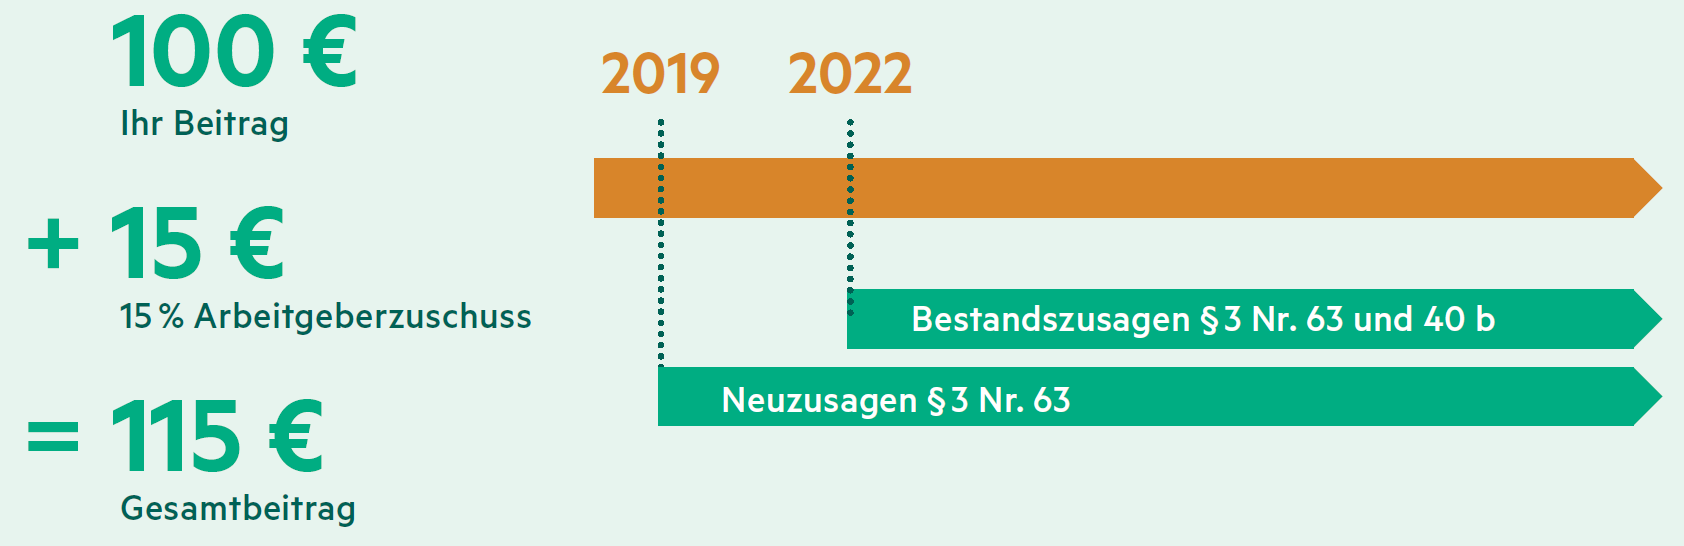 100 €
Ihr Beitrag
+ 15 €
15 % Arbeitgeberzuschuss
= 115 €
Gesamtbeitrag
2019 2022
Bestandszusagen § 3 Nr. 63 und 40 b
Neuzusagen § 3 Nr. 63